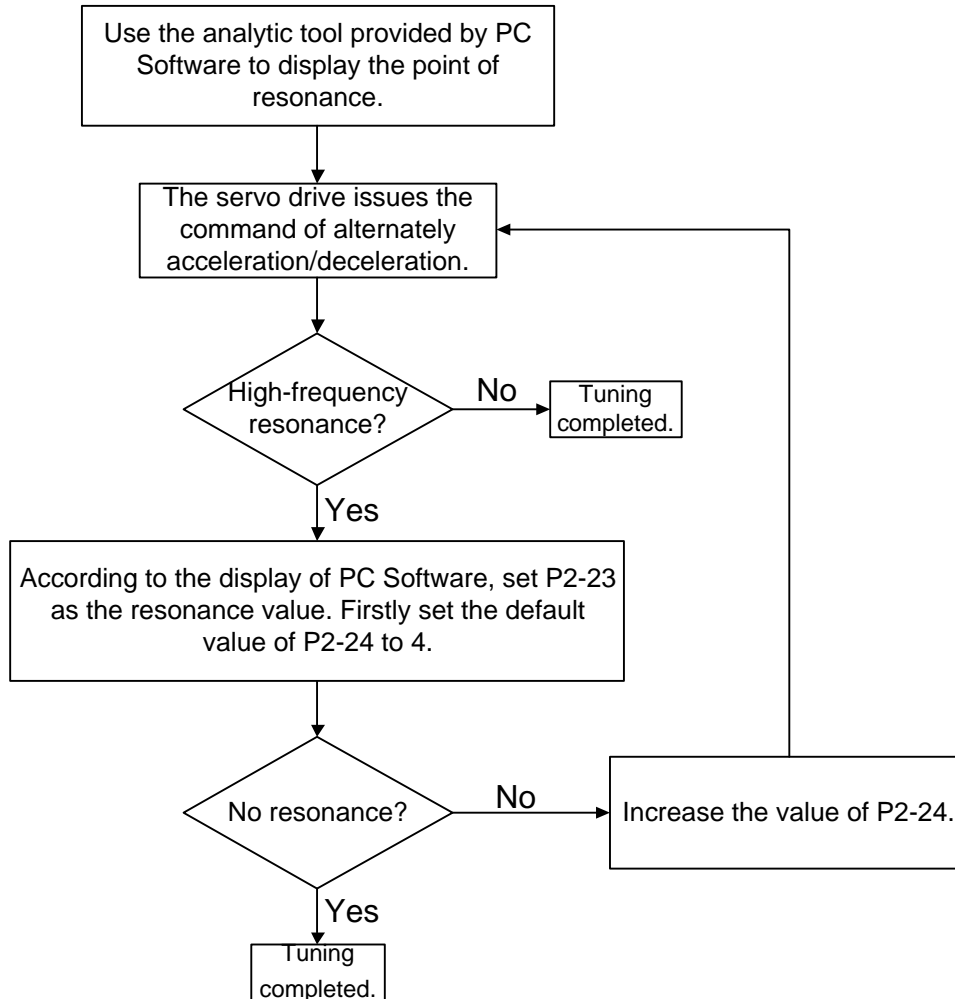 Use the analytic tool provided by PC
Software to display the point of
resonance.
The servo drive issues the
command of alternately
acceleration/deceleration.
High-frequency
resonance?
No
Tuning
completed.
Yes
According to the display of PC Software, set P2-23
as the resonance value. Firstly set the default
value of P2-24 to 4.
No resonance?
No
Increase the value of P2-24.
Yes
Tuning
completed.